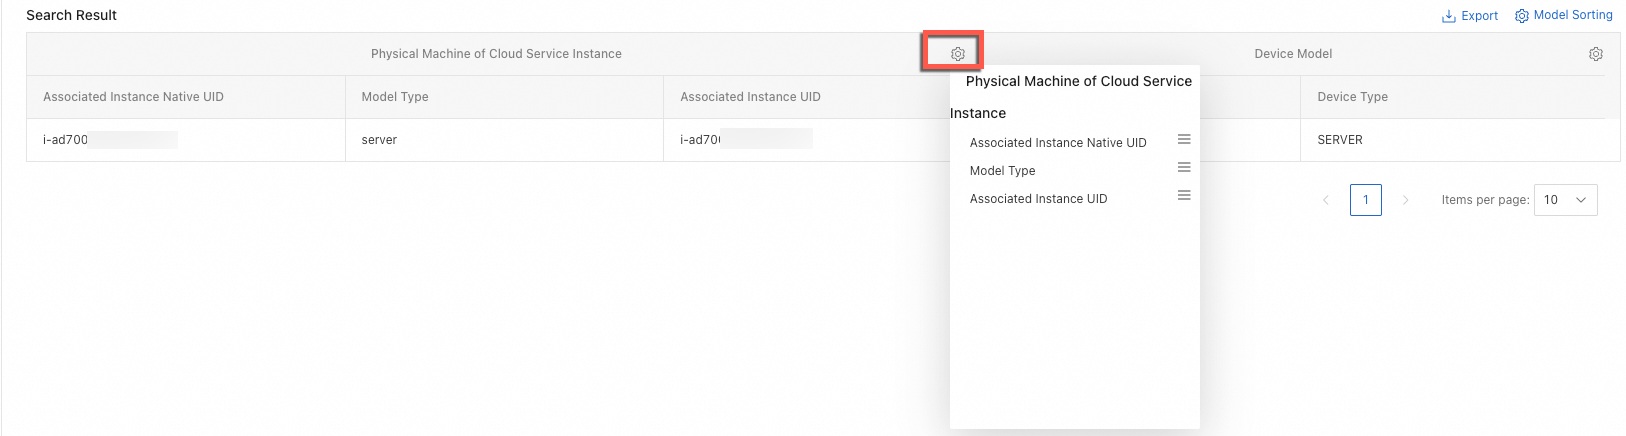 Search Result
Export
Model Sorting
Physical Machine of Cloud Service Instance
Device Model
Associated Instance Native UID
Model Type
Associated Instance UID
Device Type
i-ad700
server
i-ad70
SERVER
Physical Machine of Cloud Service
Instance
Associated Instance Native UID
Model Type
Associated Instance UID
1
Items per page: 10